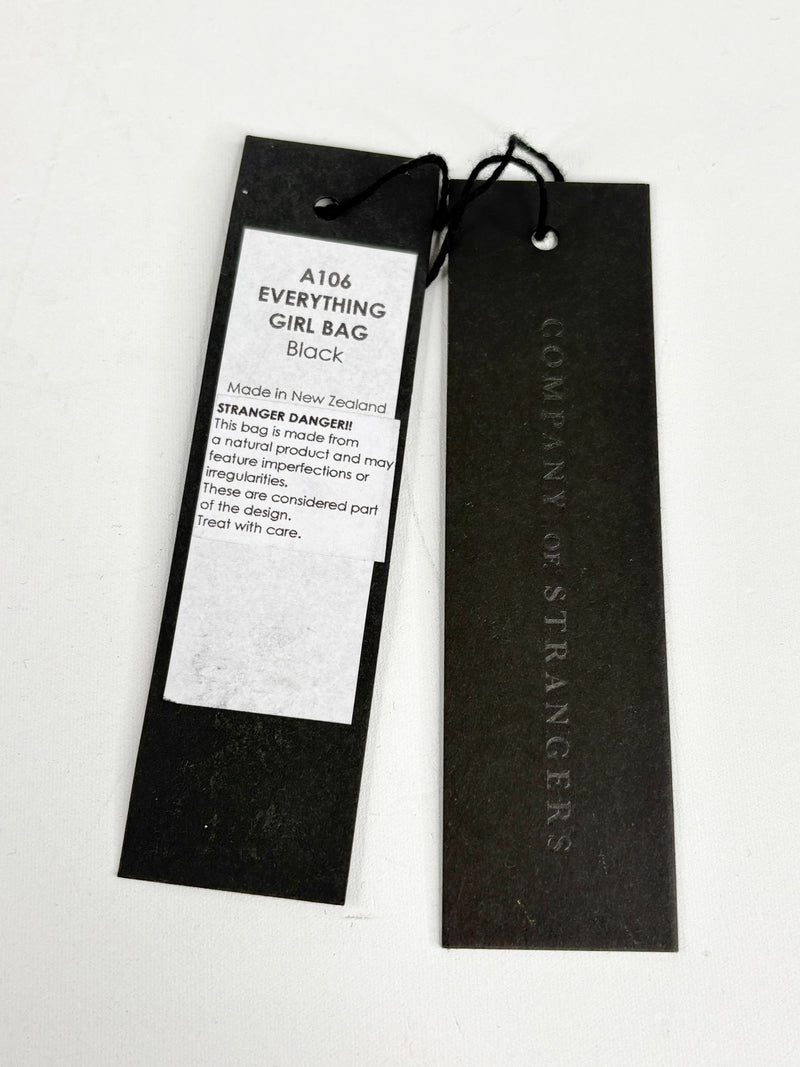 A106
EVERYTHING
GIRL BAG
Black
Made in New Zealand
STRANGER DANGER!!
This bag is made from
a natural product and may
feature imperfections or
irregularities.
These are considered part
of the design.
Treat with care.
COMPANY OF STRANGERS